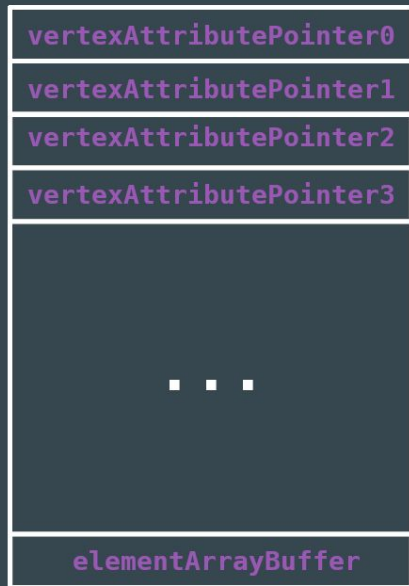 vertexAttributePointer0
vertexAttributePointer1
vertexAttributePointer2
vertexAttributePointer3
. . .
elementArrayBuffer